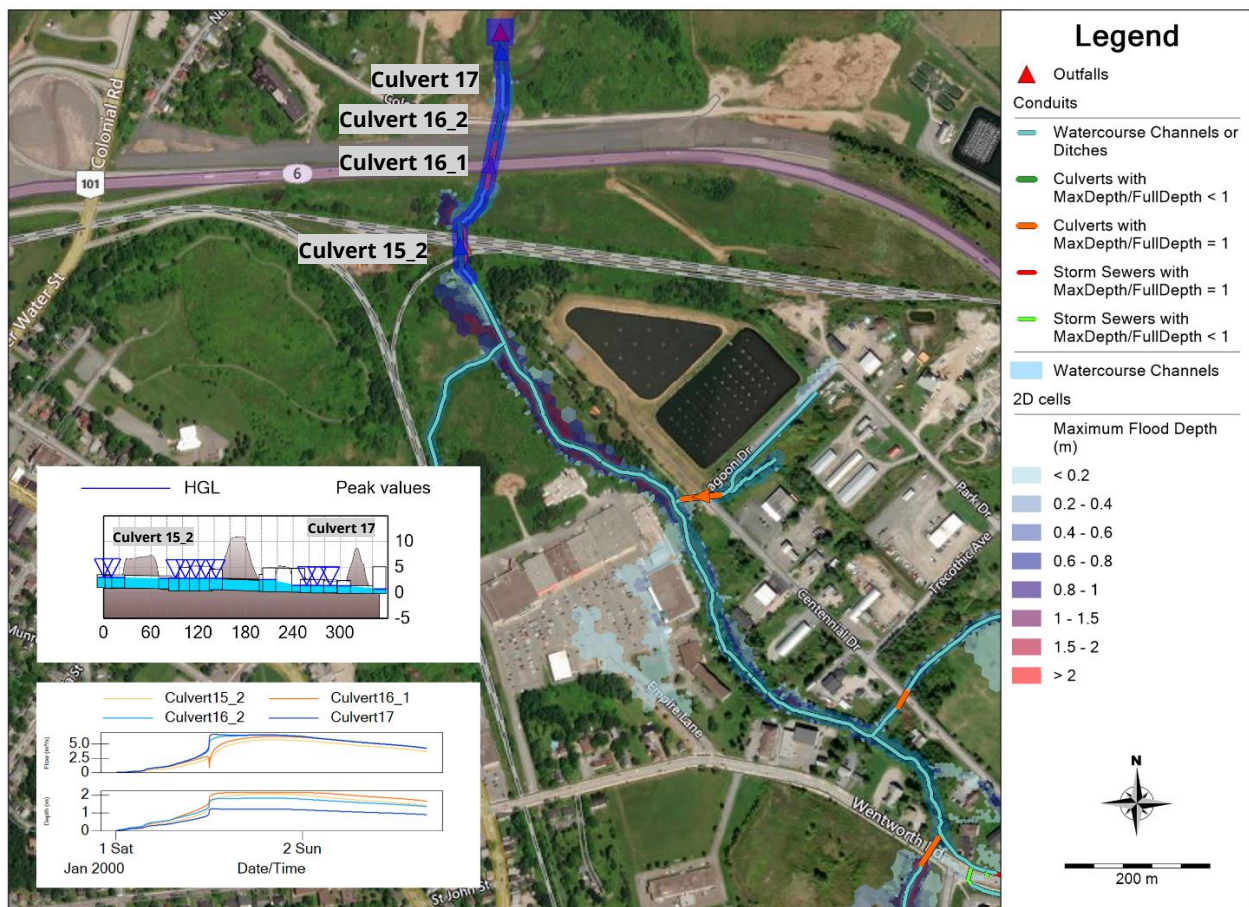 Culvert 17
Culvert 16_2
Culvert 16_1
Culvert 15_2
Colonial Rd
101
6
er Water St
Lagoon Dr
Park Dr
Trecothic Ave
Centennial Dr
Empire Lane
Wentworth Rd
St John St
HGL
Peak values
Culvert 15_2
Culvert 17
10
5
0
-5
0 60 120 180 240 300
Culvert15_2
Culvert16_1
Culvert16_2
Culvert17
Flow (m³/s)
5.0
2.5
0
Depth (m)
2
1
0
1 Sat
2 Sun
Jan 2000
Date/Time
Legend
Outfalls
Conduits
Watercourse Channels or
Ditches
Culverts with
MaxDepth/FullDepth < 1
Culverts with
MaxDepth/FullDepth = 1
Storm Sewers with
MaxDepth/FullDepth = 1
Storm Sewers with
MaxDepth/FullDepth < 1
Watercourse Channels
2D cells
Maximum Flood Depth
(m)
< 0.2
0.2 - 0.4
0.4 - 0.6
0.6 - 0.8
0.8 - 1
1 - 1.5
1.5 - 2
> 2
N
200 m